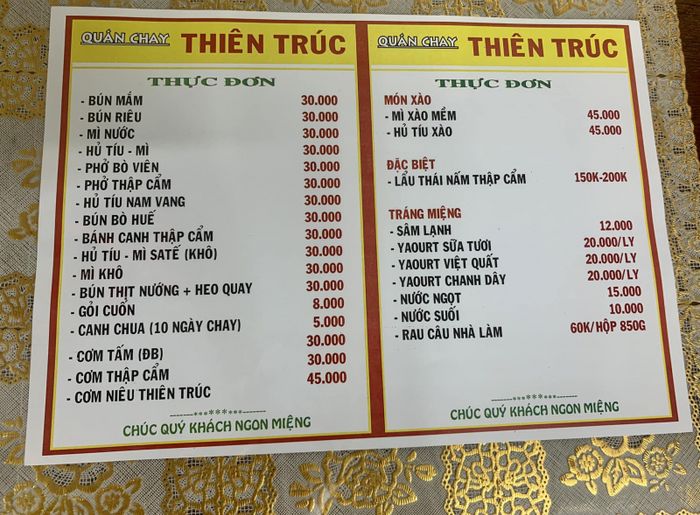 QUÁN CHAY THIÊN TRÚC
THỰC ĐƠN
- BÚN MẮM 30.000
- BÚN RIÊU 30.000
- MÌ NƯỚC 30.000
- HỦ TÍU - MÌ 30.000
- PHỞ BÒ VIÊN 30.000
- PHỞ THẬP CẨM 30.000
- HỦ TÍU NAM VANG 30.000
- BÚN BÒ HUẾ 30.000
- BÁNH CANH THẬP CẨM 30.000
- HỦ TÍU - MÌ SATẾ (KHÔ) 30.000
- MÌ KHÔ 30.000
- BÚN THỊT NƯỚNG + HEO QUAY 30.000
- GỎI CUỐN 8.000
- CANH CHUA (10 NGÀY CHAY) 5.000
- CƠM TẤM (ĐB) 30.000
- CƠM THẬP CẨM 30.000
- CƠM NIÊU THIÊN TRÚC 45.000
CHÚC QUÝ KHÁCH NGON MIỆNG
QUÁN CHAY THIÊN TRÚC
THỰC ĐƠN
MÓN XÀO
- MÌ XÀO MỀM 45.000
- HỦ TÍU XÀO 45.000
ĐẶC BIỆT
- LẨU THÁI NẤM THẬP CẨM 150K-200K
TRÁNG MIỆNG
- SÂM LẠNH 12.000
- YAOURT SỮA TƯƠI 20.000/LY
- YAOURT VIỆT QUẤT 20.000/LY
- YAOURT CHANH DÂY 20.000/LY
- NƯỚC NGỌT 15.000
- NƯỚC SUỐI 10.000
- RAU CÂU NHÀ LÀM 60K/HỘP 850G
CHÚC QUÝ KHÁCH NGON MIỆNG